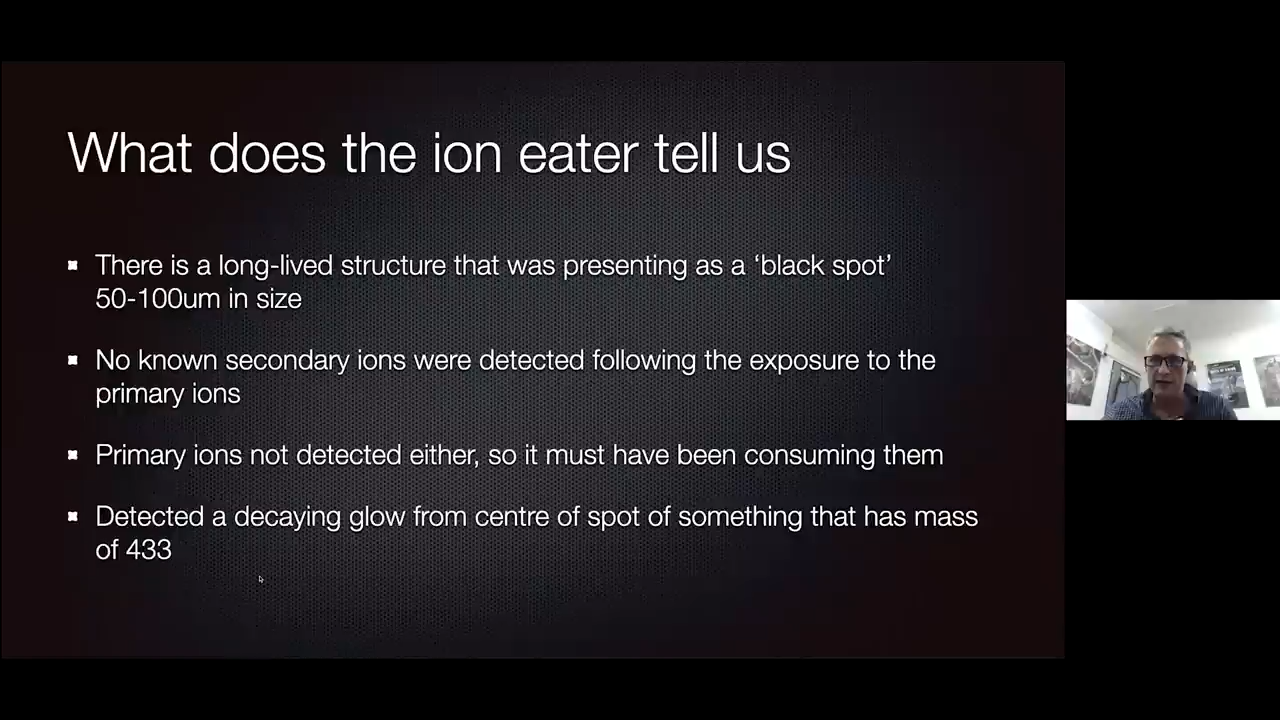 What does the ion eater tell us
There is a long-lived structure that was presenting as a ‘black spot’
50-100um in size
No known secondary ions were detected following the exposure to the
primary ions
Primary ions not detected either, so it must have been consuming them
Detected a decaying glow from centre of spot of something that has mass
of 433